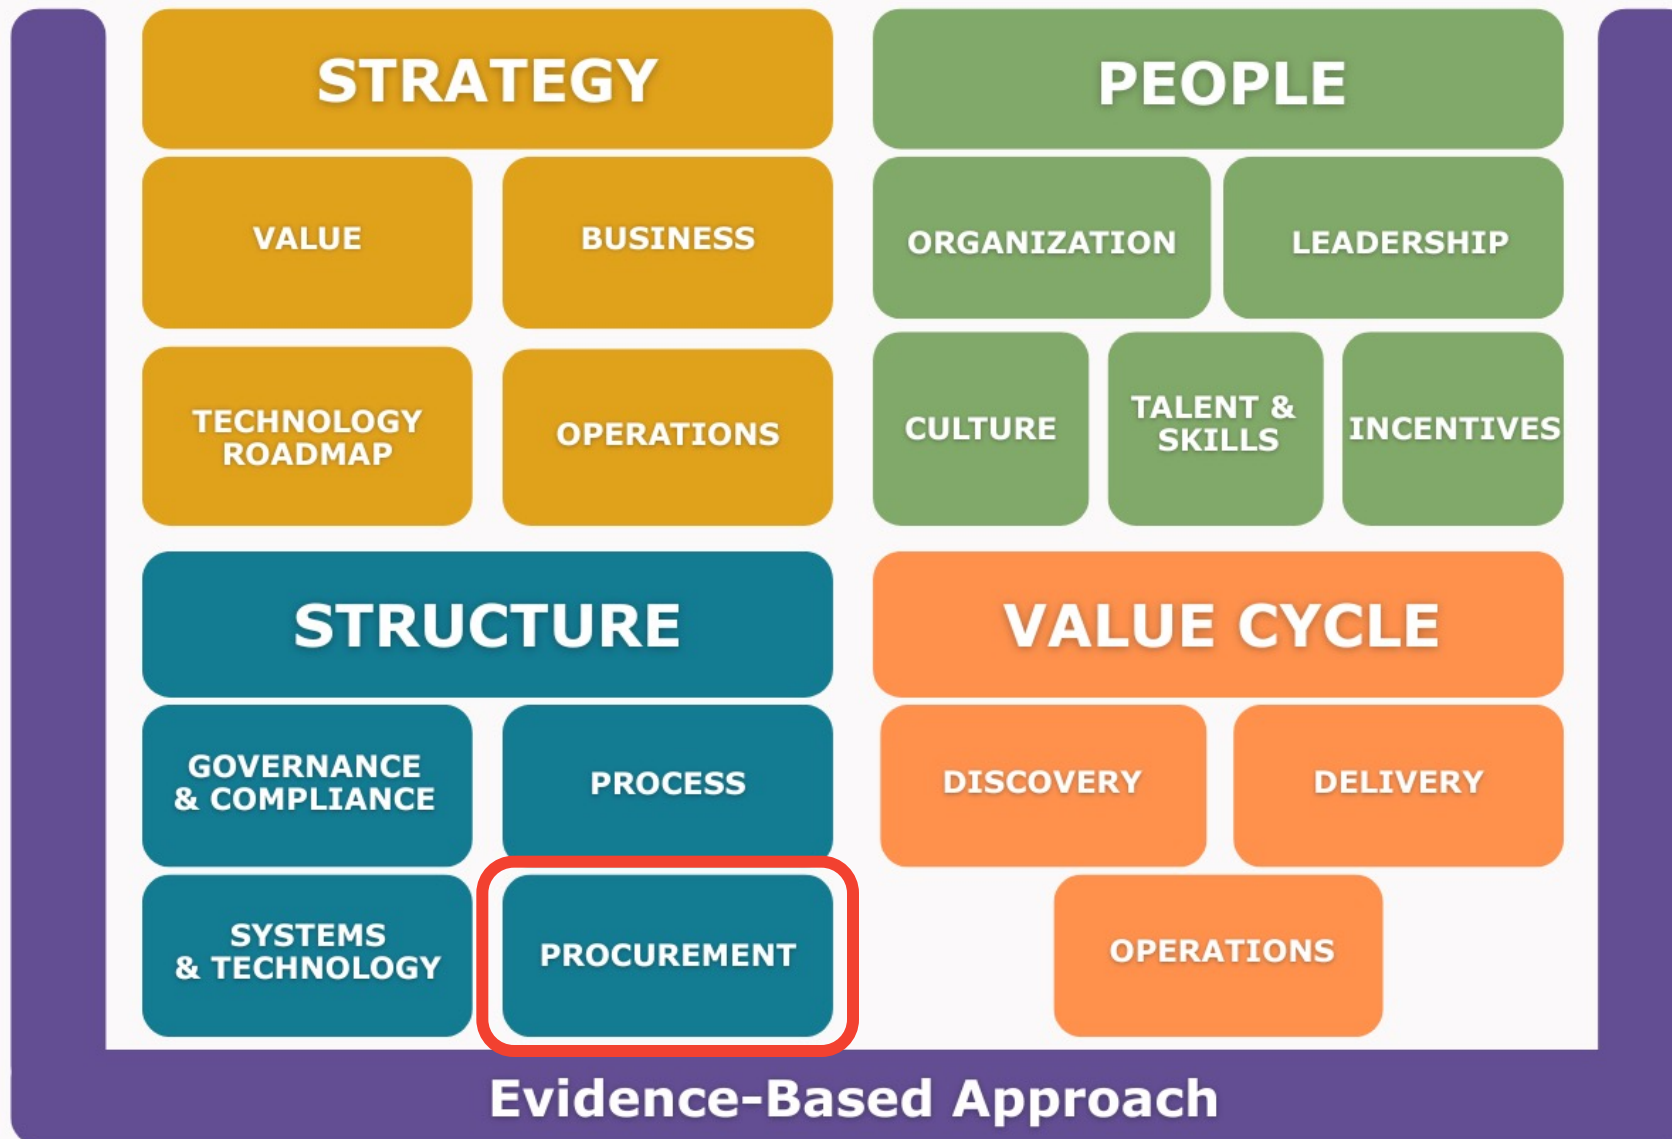 STRATEGY
VALUE
BUSINESS
TECHNOLOGY
ROADMAP
OPERATIONS
PEOPLE
ORGANIZATION
LEADERSHIP
CULTURE
TALENT &
SKILLS
INCENTIVES
STRUCTURE
GOVERNANCE
& COMPLIANCE
PROCESS
SYSTEMS
& TECHNOLOGY
PROCUREMENT
VALUE CYCLE
DISCOVERY
DELIVERY
OPERATIONS
Evidence-Based Approach